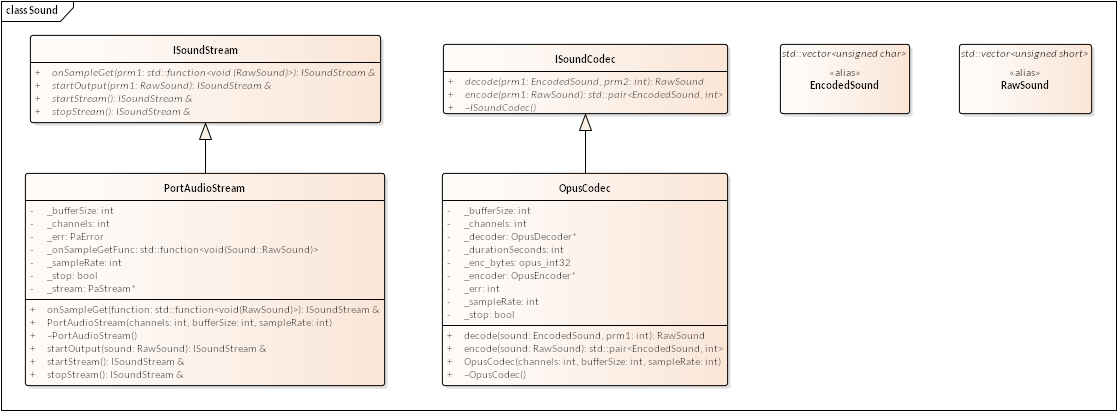 class Sound
ISoundStream
+ onSampleGet(prm1: std::function<void (RawSound)>): ISoundStream &
+ startOutput(prm1: RawSound): ISoundStream &
+ startStream(): ISoundStream &
+ stopStream(): ISoundStream &
ISoundCodec
+ decode(prm1: EncodedSound, prm2: int): RawSound
+ encode(prm1: RawSound): std::pair<EncodedSound, int>
+ ~ISoundCodec()
std::vector<unsigned char>
«alias»
EncodedSound
std::vector<unsigned short>
«alias»
RawSound
PortAudioStream
- _bufferSize: int
- _channels: int
- _err: PaError
- _onSampleGetFunc: std::function<void(Sound::RawSound)>
- _sampleRate: int
- _stop: bool
- _stream: PaStream*
+ onSampleGet(function: std::function<void(RawSound)>): ISoundStream &
+ PortAudioStream(channels: int, bufferSize: int, sampleRate: int)
+ ~PortAudioStream()
+ startOutput(sound: RawSound): ISoundStream &
+ startStream(): ISoundStream &
+ stopStream(): ISoundStream &
OpusCodec
- _bufferSize: int
- _channels: int
- _decoder: OpusDecoder*
- _durationSeconds: int
- _enc_bytes: opus_int32
- _encoder: OpusEncoder*
- _err: int
- _sampleRate: int
- _stop: bool
+ decode(sound: EncodedSound, prm1: int): RawSound
+ encode(sound: RawSound): std::pair<EncodedSound, int>
+ OpusCodec(channels: int, bufferSize: int, sampleRate: int)
+ ~OpusCodec()